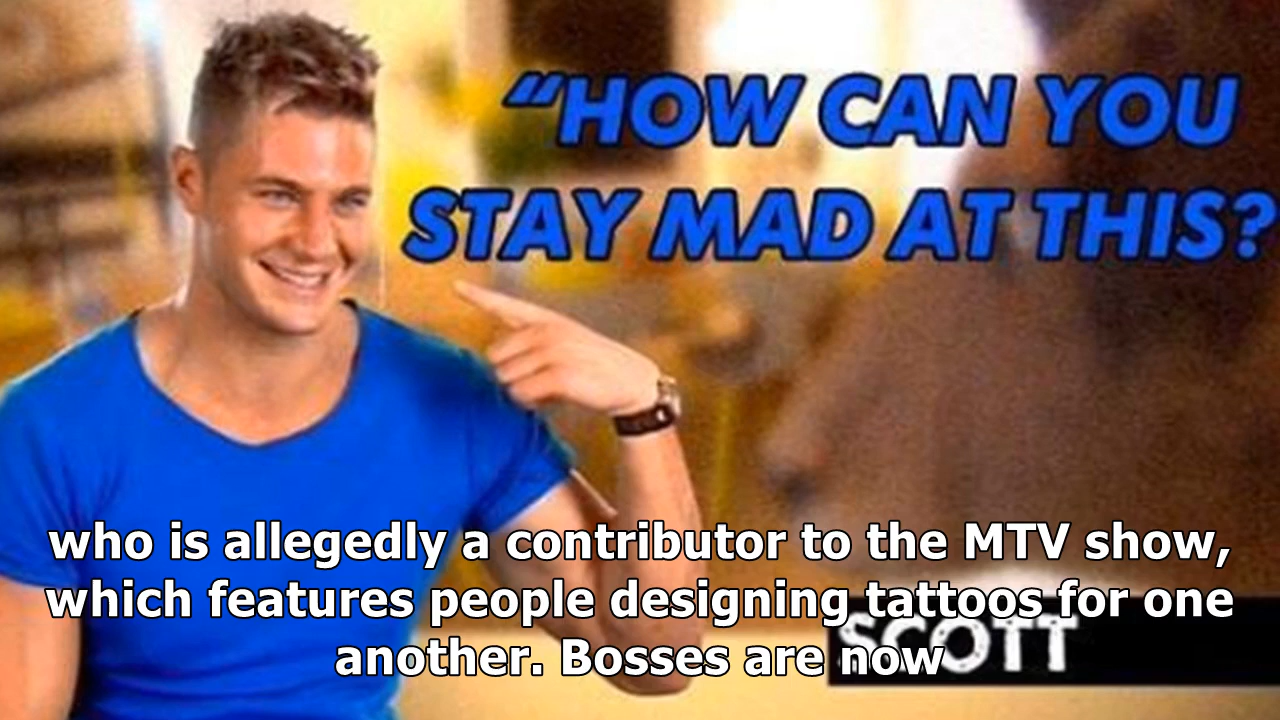 “HOW CAN YOU
STAY MAD AT THIS?
who is allegedly a contributor to the MTV show,
which features people designing tattoos for one
another. Bosses are now
SCOTT